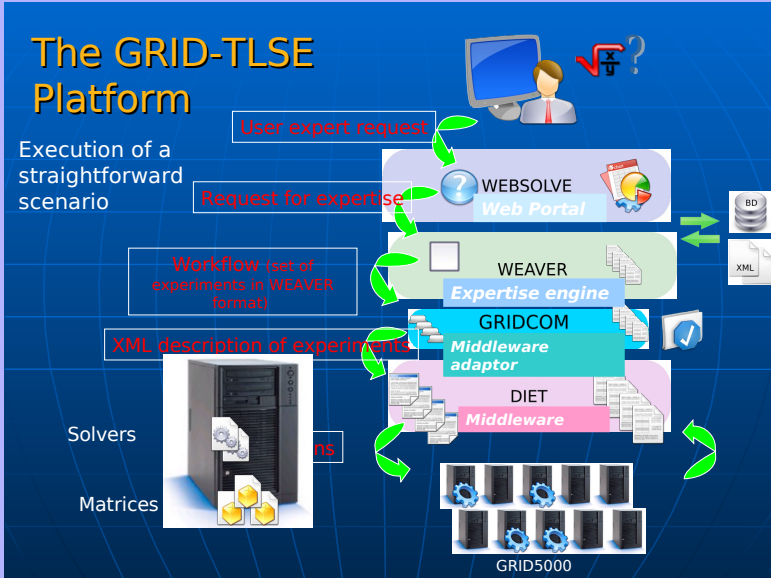 The GRID-TLSE
Platform
Execution of a
straightforward
scenario
User expert request
Request for expertise
Workflow (set of
experiments in WEAVER
format)
XML description of experiments
ns
Solvers
Matrices
x
y
?
?
WEBSOLVE
Web Portal
WEAVER
Expertise engine
GRIDCOM
Middleware
adaptor
DIET
Middleware
BD
XML
GRID5000